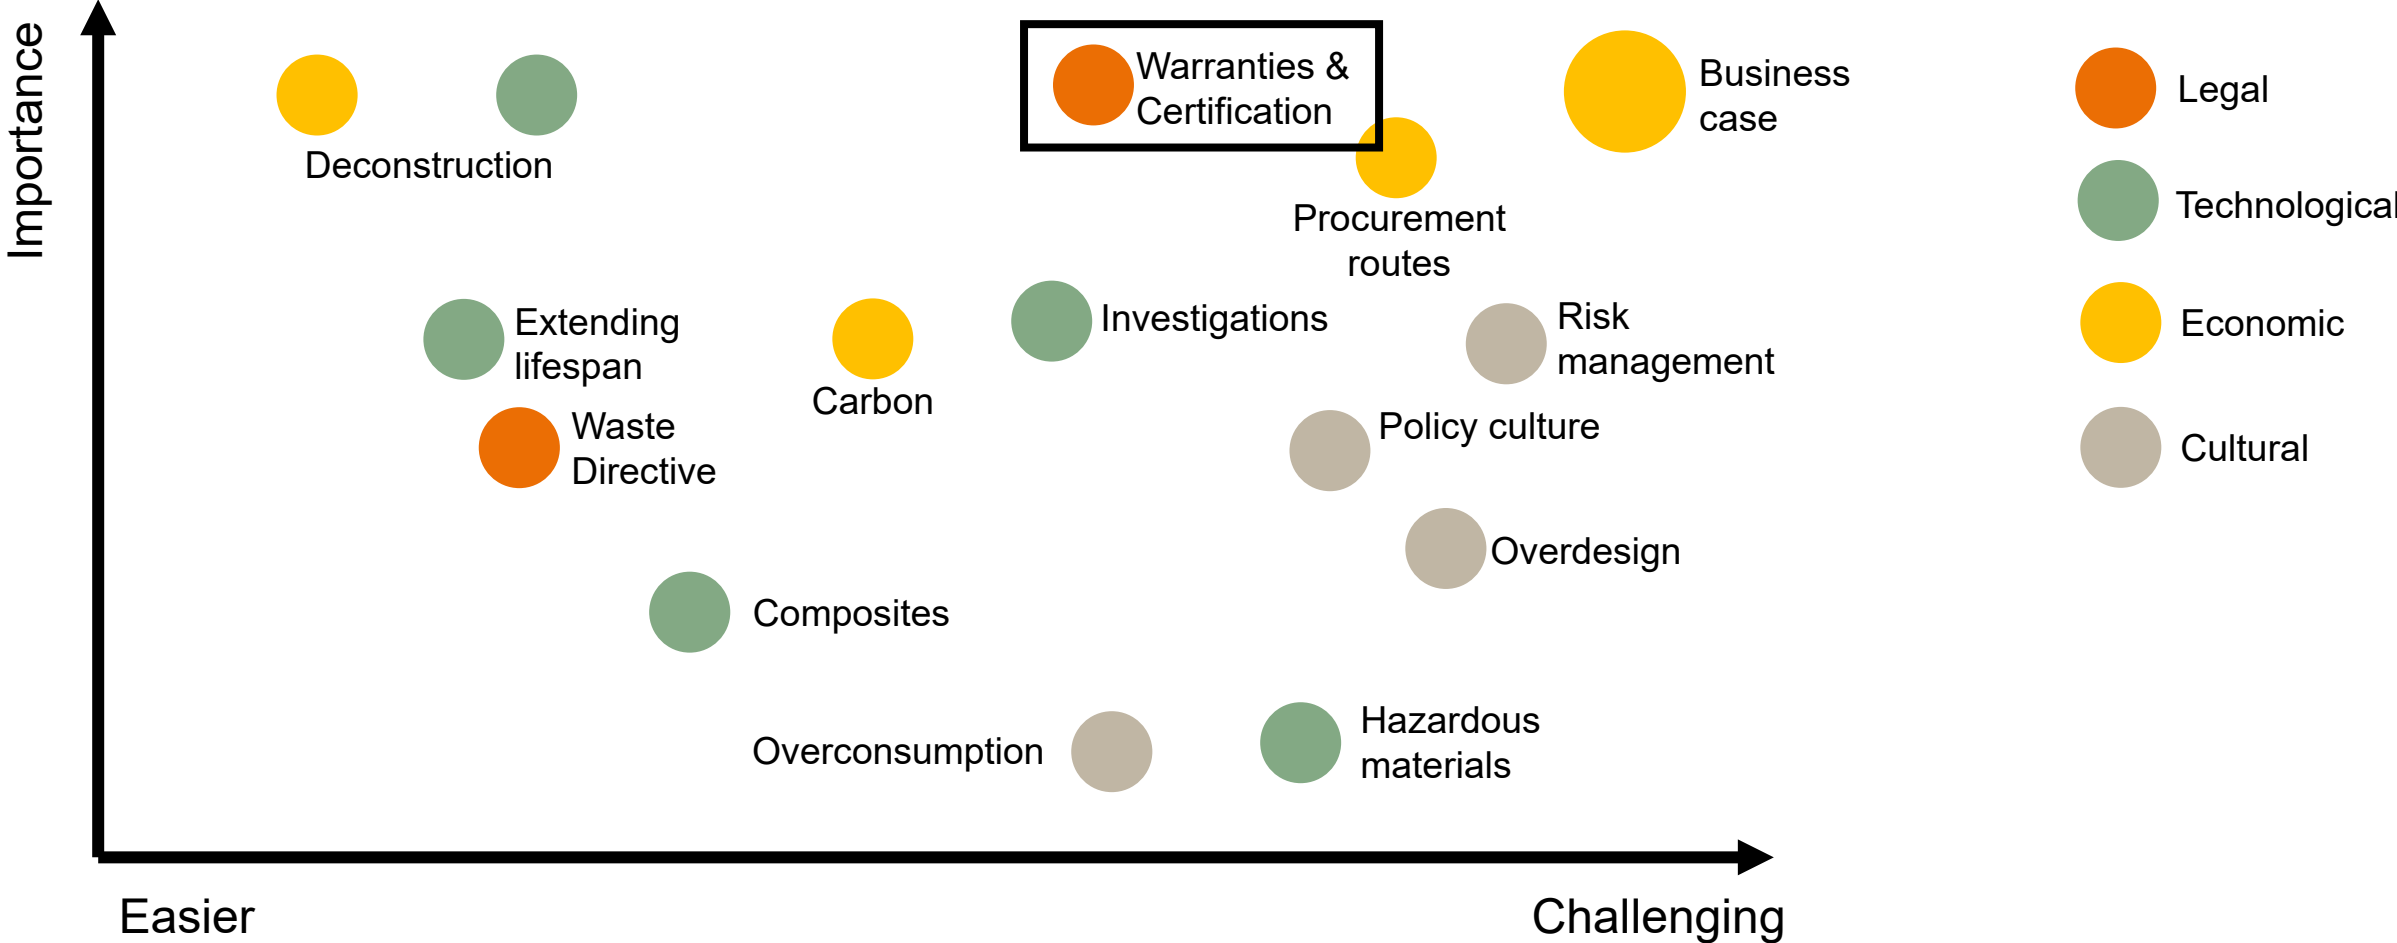 Importance
Warranties &
Certification
Business
case
Legal
Deconstruction
Technological
Procurement
routes
Extending
lifespan
Carbon
Investigations
Risk
management
Economic
Waste
Directive
Policy culture
Cultural
Overdesign
Composites
Overconsumption
Hazardous
materials
Easier
Challenging